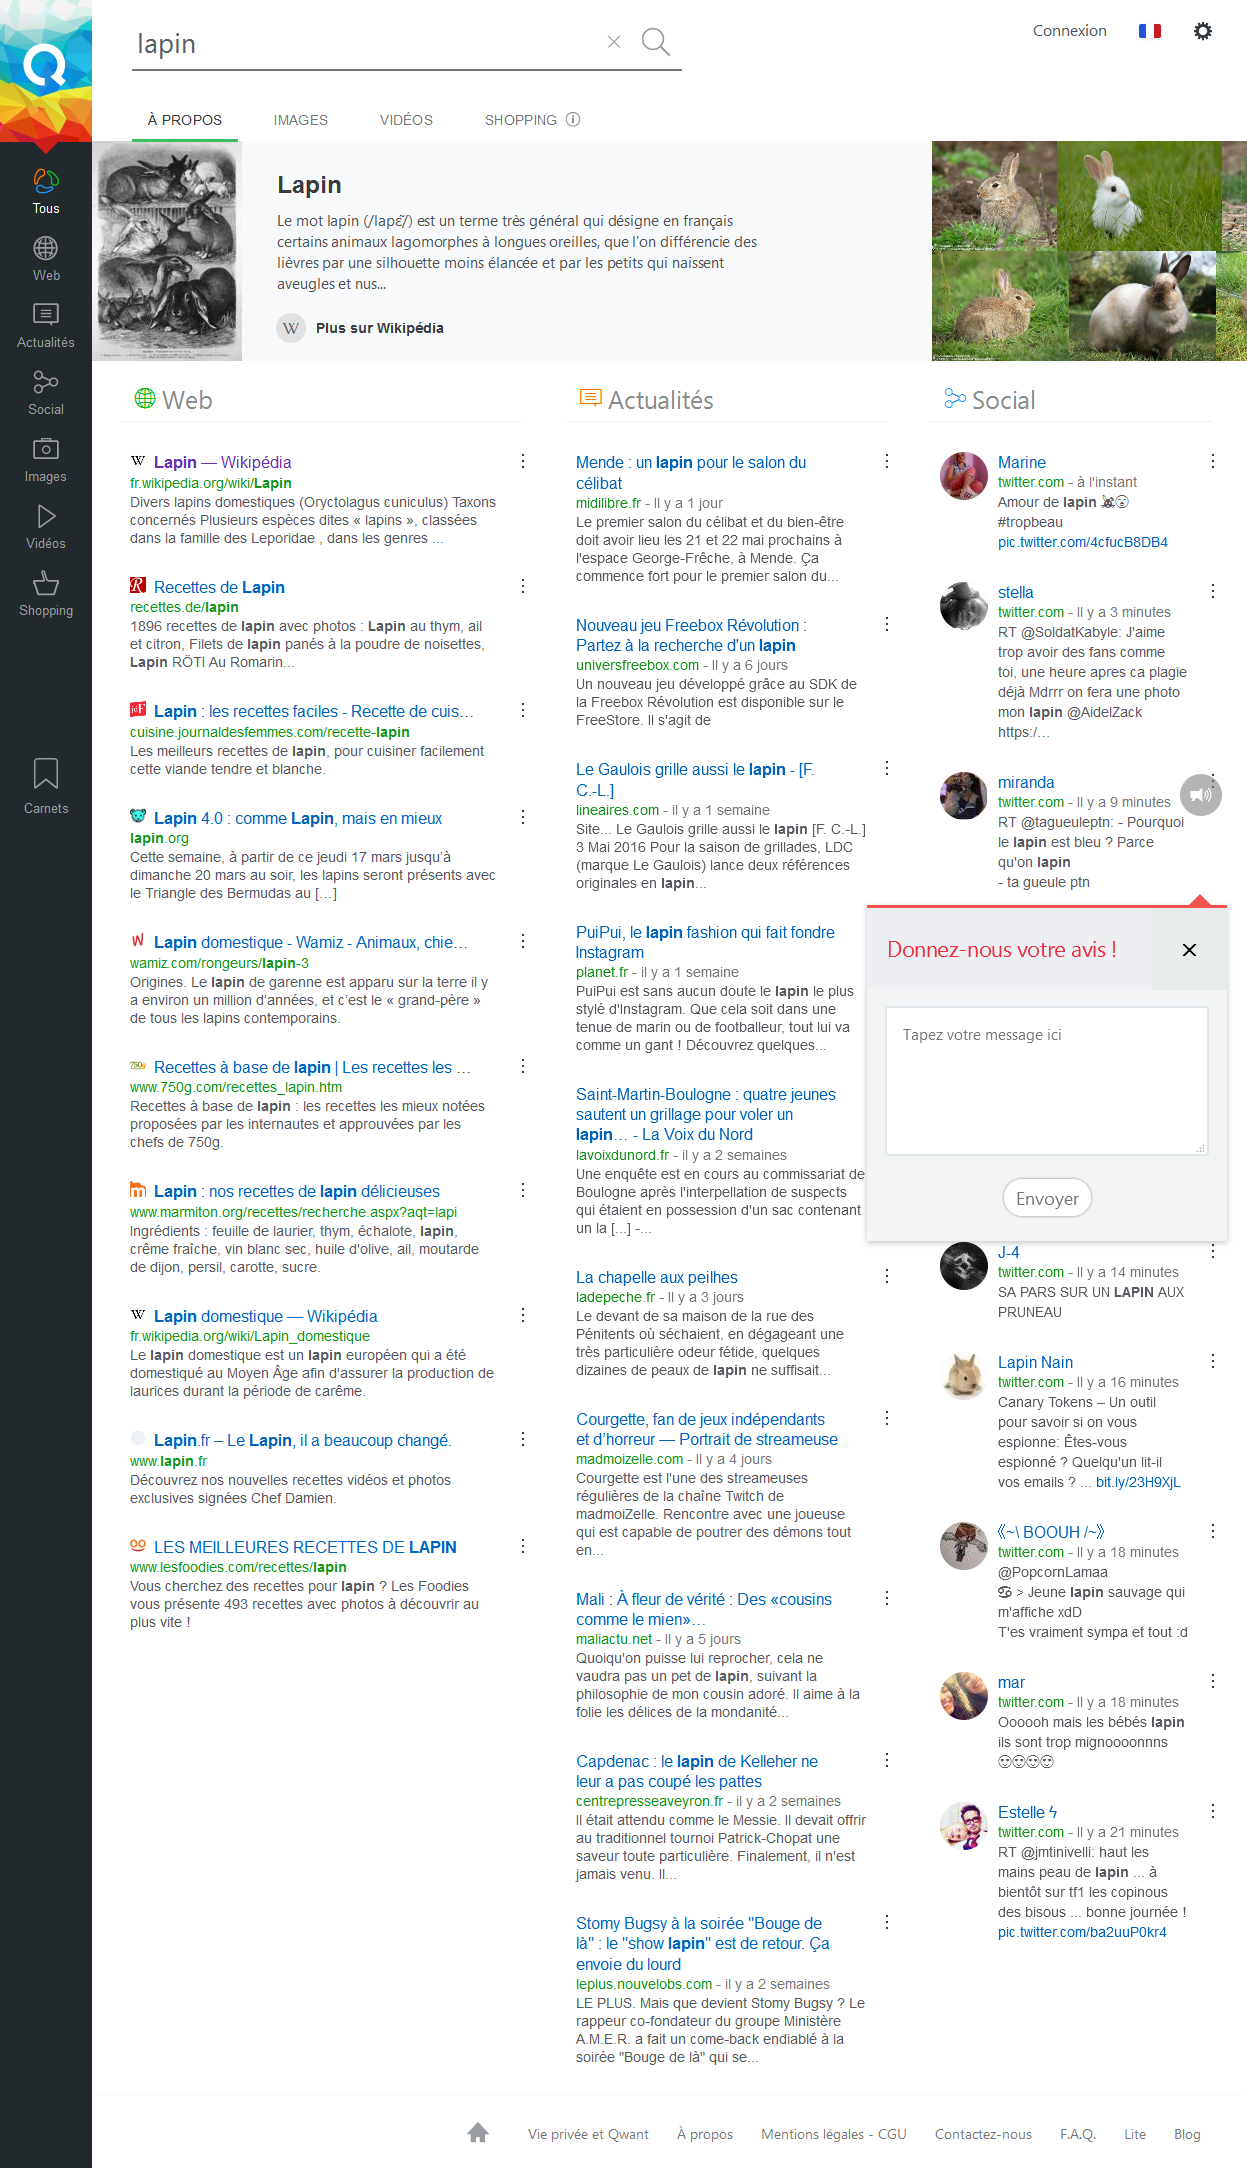 lapin
Connexion
À PROPOS
IMAGES
VIDÉOS
SHOPPING
Tous
Web
Actualités
Social
Images
Vidéos
Shopping
Carnets
Lapin
Le mot lapin (/lapɛ̃/) est un terme très général qui désigne en français
certains animaux lagomorphes à longues oreilles, que l'on différencie des
lièvres par une silhouette moins élancée et par les petits qui naissent
aveugles et nus...
W Plus sur Wikipédia
Web
W Lapin — Wikipédia
fr.wikipedia.org/wiki/Lapin
Divers lapins domestiques (Oryctolagus cuniculus) Taxons
concernés Plusieurs espèces dites « lapins », classées
dans la famille des Leporidae , dans les genres ...
R Recettes de Lapin
recettes.de/lapin
1896 recettes de lapin avec photos : Lapin au thym, ail
et citron, Filets de lapin panés à la poudre de noisettes,
Lapin RÖTI Au Romarin...
Lapin : les recettes faciles - Recette de cuis…
cuisine.journaldesfemmes.com/recette-lapin
Les meilleurs recettes de lapin, pour cuisiner facilement
cette viande tendre et blanche.
Lapin 4.0 : comme Lapin, mais en mieux
lapin.org
Cette semaine, à partir de ce jeudi 17 mars jusqu'à
dimanche 20 mars au soir, les lapins seront présents avec
le Triangle des Bermudas au […]
W Lapin domestique - Wamiz - Animaux, chie…
wamiz.com/rongeurs/lapin-3
Origines. Le lapin de garenne est apparu sur la terre il y
a environ un million d'années, et c'est le « grand-père »
de tous les lapins contemporains.
750g Recettes à base de lapin | Les recettes les …
www.750g.com/recettes_lapin.htm
Recettes à base de lapin : les recettes les mieux notées
proposées par les internautes et approuvées par les
chefs de 750g.
Lapin : nos recettes de lapin délicieuses
www.marmiton.org/recettes/recherche.aspx?aqt=lapi
Ingrédients : feuille de laurier, thym, échalote, lapin,
crême fraîche, vin blanc sec, huile d'olive, ail, moutarde
de dijon, persil, carotte, sucre.
W Lapin domestique — Wikipédia
fr.wikipedia.org/wiki/Lapin_domestique
Le lapin domestique est un lapin européen qui a été
domestiqué au Moyen Âge afin d'assurer la production de
laurices durant la période de carême.
Lapin.fr – Le Lapin, il a beaucoup changé.
www.lapin.fr
Découvrez nos nouvelles recettes vidéos et photos
exclusives signées Chef Damien.
LES MEILLEURES RECETTES DE LAPIN
www.lesfoodies.com/recettes/lapin
Vous cherchez des recettes pour lapin ? Les Foodies
vous présente 493 recettes avec photos à découvrir au
plus vite !
Actualités
Mende : un lapin pour le salon du
célibat
midilibre.fr - Il y a 1 jour
Le premier salon du célibat et du bien-être
doit avoir lieu les 21 et 22 mai prochains à
l'espace George-Frêche, à Mende. Ça
commence fort pour le premier salon du...
Nouveau jeu Freebox Révolution :
Partez à la recherche d'un lapin
universfreebox.com - Il y a 6 jours
Un nouveau jeu développé grâce au SDK de
la Freebox Révolution est disponible sur le
FreeStore. Il s'agit de
Le Gaulois grille aussi le lapin - [F.
C.-L.]
lineaires.com - il y a 1 semaine
Site... Le Gaulois grille aussi le lapin [F. C.-L.]
3 Mai 2016 Pour la saison de grillades, LDC
(marque Le Gaulois) lance deux références
originales en lapin...
PuiPui, le lapin fashion qui fait fondre
Instagram
planet.fr - il y a 1 semaine
PuiPui est sans aucun doute le lapin le plus
stylé d'Instagram. Que cela soit dans une
tenue de marin ou de footballeur, tout lui va
comme un gant ! Découvrez quelques...
Saint-Martin-Boulogne : quatre jeunes
sautent un grillage pour voler un
lapin… - La Voix du Nord
lavoixdunord.fr - il y a 2 semaines
Une enquête est en cours au commissariat de
Boulogne après l'interpellation de suspects
qui étaient en possession d'un sac contenant
un la [...] -...
La chapelle aux peilhes
ladepeche.fr - Il y a 3 jours
Le devant de sa maison de la rue des
Pénitents où séchaient, en dégageant une
très particulière odeur fétide, quelques
dizaines de peaux de lapin ne suffisait...
Courgette, fan de jeux indépendants
et d'horreur — Portrait de streameuse
madmoizelle.com - Il y a 4 jours
Courgette est l'une des streameuses
régulières de la chaîne Twitch de
madmoiZelle. Rencontre avec une joueuse
qui est capable de poutrer des démons tout
en...
Mali : À fleur de vérité : Des «cousins
comme le mien»…
maliactu.net - Il y a 5 jours
Quoiqu'on puisse lui reprocher, cela ne
vaudra pas un pet de lapin, suivant la
philosophie de mon cousin adoré. Il aime à la
folie les délices de la mondanité...
Capdenac : le lapin de Kelleher ne
leur a pas coupé les pattes
centrepresseaveyron.fr - il y a 2 semaines
Il était attendu comme le Messie. Il devait offrir
au traditionnel tournoi Patrick-Chopat une
saveur toute particulière. Finalement, il n'est
jamais venu. Il...
Stomy Bugsy à la soirée "Bouge de
là" : le "show lapin" est de retour. Ça
envoie du lourd
leplus.nouvelobs.com - il y a 2 semaines
LE PLUS. Mais que devient Stomy Bugsy ? Le
rappeur co-fondateur du groupe Ministère
A.M.E.R. a fait un come-back endiablé à la
soirée "Bouge de là" qui se...
Social
Marine
twitter.com - à l'instant
Amour de lapin
#tropbeau
pic.twitter.com/4cfucB8DB4
stella
twitter.com - Il y a 3 minutes
RT @SoldatKabyle: J'aime
trop avoir des fans comme
toi, une heure apres ca plagie
déjà Mdrrr on fera une photo
mon lapin @AidelZack
https:/…
miranda
twitter.com - Il y a 9 minutes
RT @tagueuleptn: - Pourquoi
le lapin est bleu ? Parce
qu'on lapin
- ta gueule ptn
Donnez-nous votre avis !
Tapez votre message ici
Envoyer
J-4
twitter.com - Il y a 14 minutes
SA PARS SUR UN LAPIN AUX
PRUNEAU
Lapin Nain
twitter.com - Il y a 16 minutes
Canary Tokens – Un outil
pour savoir si on vous
espionne: Êtes-vous
espionné ? Quelqu'un lit-il
vos emails ? ... bit.ly/23H9XjL
⟪~\ BOOUH /~⟫
twitter.com - Il y a 18 minutes
@PopcornLamaa
♋ > Jeune lapin sauvage qui
m'affiche xdD
T'es vraiment sympa et tout :d
mar
twitter.com - Il y a 18 minutes
Oooooh mais les bébés lapin
ils sont trop mignoooonnns
Estelle ϟ
twitter.com - Il y a 21 minutes
RT @jmtinivelli: haut les
mains peau de lapin ... à
bientôt sur tf1 les copinous
des bisous ... bonne journée !
pic.twitter.com/ba2uuP0kr4
Vie privée et Qwant
À propos
Mentions légales - CGU
Contactez-nous
F.A.Q.
Lite
Blog